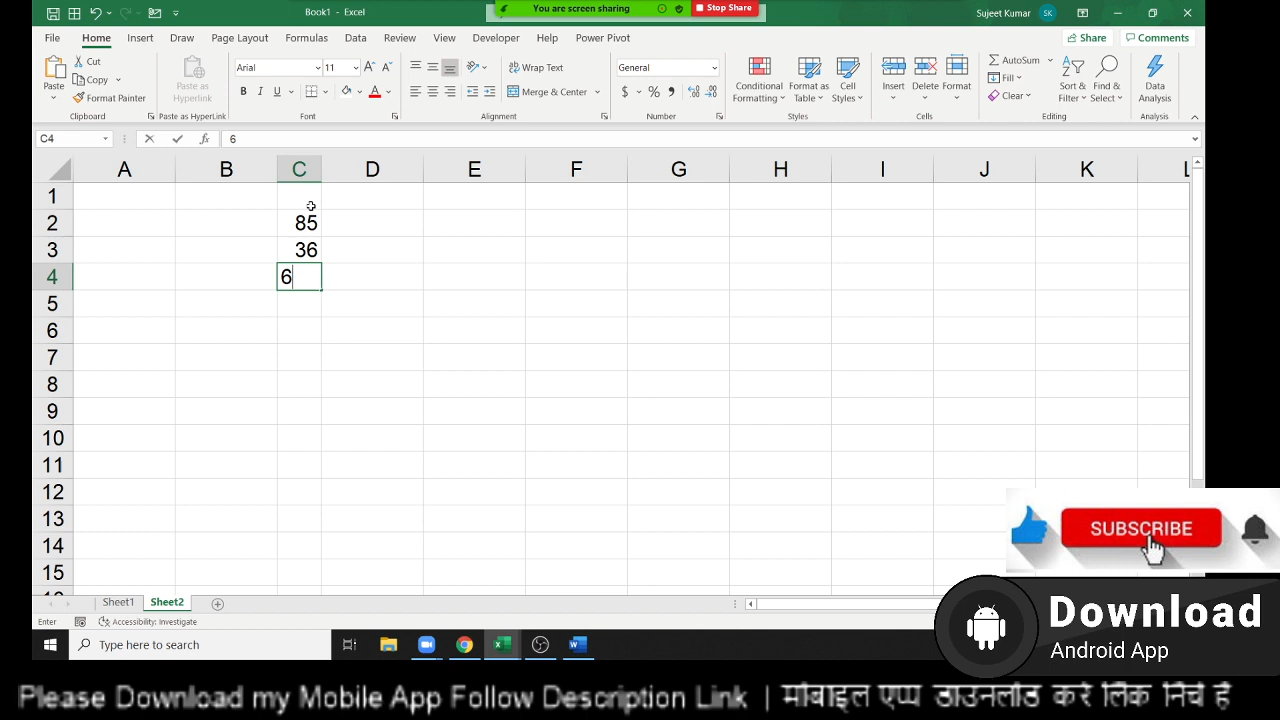 Book1 - Excel
You are screen sharing
Stop Share
Sujeet Kumar
SK
File Home Insert Draw Page Layout Formulas Data Review View Developer Help Power Pivot
Share
Comments
Paste
Cut
Copy
Format Painter
Clipboard
Paste as Hyperlink
Paste as HyperLink
Arial
11
B I U
Font
Wrap Text
Merge & Center
Alignment
General
$ %
Number
Conditional Formatting
Format as Table
Cell Styles
Styles
Insert
Delete
Format
Cells
AutoSum
Fill
Clear
Sort & Filter
Find & Select
Editing
Data Analysis
Analysis
C4
fx
6
A B C D E F G H I J K L
1
2 85
3 36
4 6
5
6
7
8
9
10
11
12
13
14
15
Sheet1 Sheet2
Enter
Accessibility: Investigate
Type here to search
SUBSCRIBE
Download
Android App
Please Download my Mobile App Follow Description Link | मोबाइल एप्प डाउनलोड करे लिंक निचे है